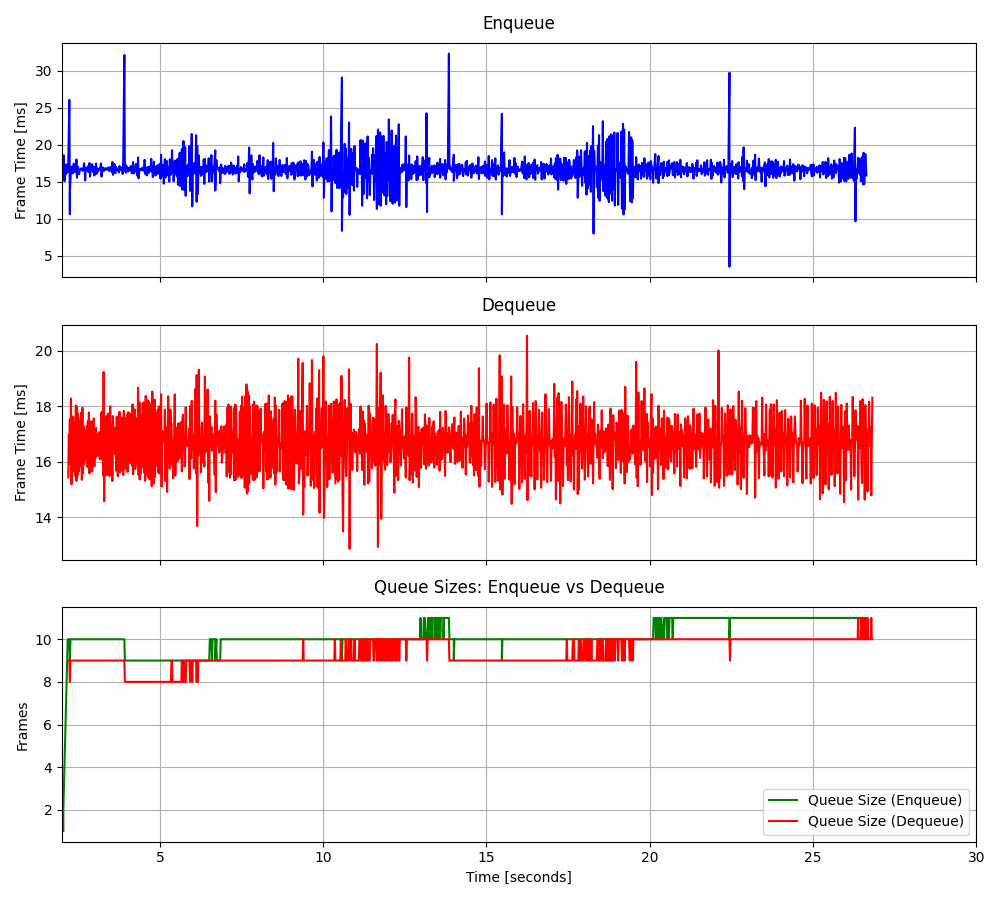 Enqueue
Frame Time [ms]
30
25
20
15
10
5
Dequeue
Frame Time [ms]
20
18
16
14
Queue Sizes: Enqueue vs Dequeue
Frames
10
8
6
4
2
Queue Size (Enqueue)
Queue Size (Dequeue)
5 10 15 20 25 30
Time [seconds]